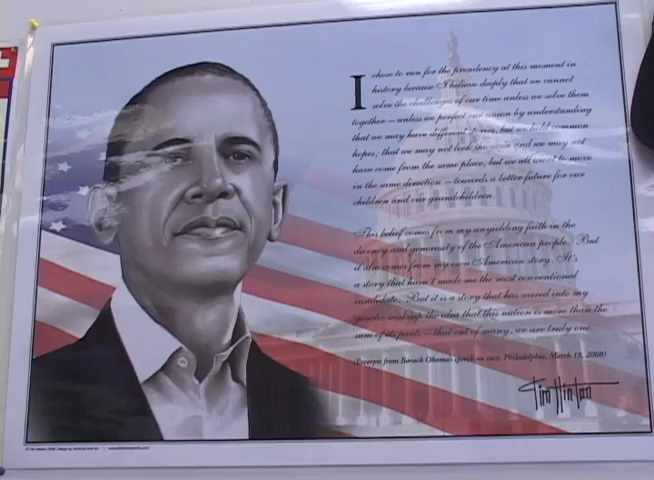 I chose to run for the presidency at this moment in
history because I believe deeply that we cannot
solve the challenges of our time unless we solve them
together – unless we perfect our union by understanding
that we may have different stories, but we hold common
hopes; that we may not look the same and we may not
have come from the same place, but we all want to move
in the same direction – towards a better future for our
children and our grandchildren.
This belief comes from my unyielding faith in the
decency and generosity of the American people. But
it also comes from my own American story. It's
a story that hasn't made me the most conventional
candidate. But it is a story that has seared into my
genetic makeup the idea that this nation is more than the
sum of its parts – that out of many, we are truly one.
(Excerpts from Barack Obama's speech on race. Philadelphia, March 18, 2008)
Tim Hinton